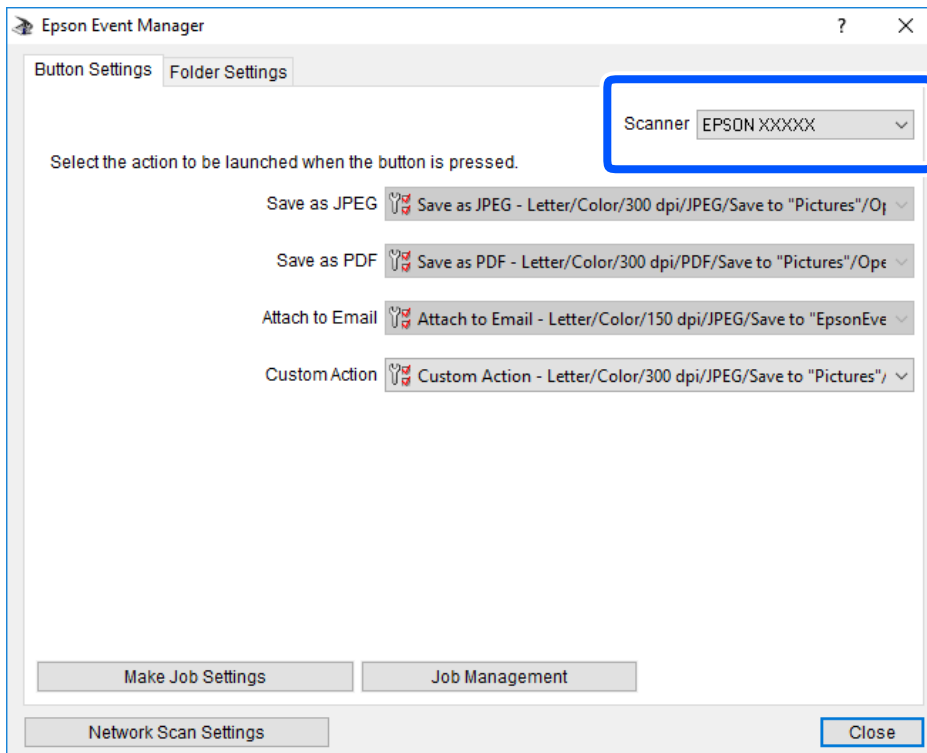 Epson Event Manager
Button Settings Folder Settings
Scanner EPSON XXXXX
Select the action to be launched when the button is pressed.
Save as JPEG Save as JPEG - Letter/Color/300 dpi/JPEG/Save to "Pictures"/Op
Save as PDF Save as PDF - Letter/Color/300 dpi/PDF/Save to "Pictures"/Ope
Attach to Email Attach to Email - Letter/Color/150 dpi/JPEG/Save to "EpsonEve
Custom Action Custom Action - Letter/Color/300 dpi/JPEG/Save to "Pictures"/
Make Job Settings Job Management
Network Scan Settings Close